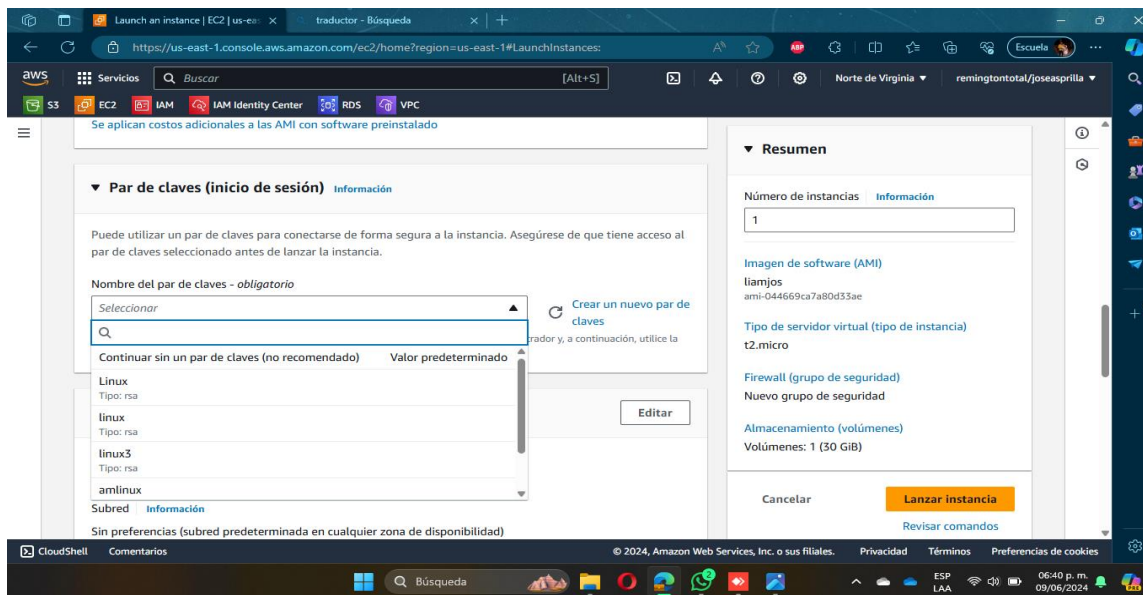 Launch an instance | EC2 | us-eas
traductor - Búsqueda
https://us-east-1.console.aws.amazon.com/ec2/home?region=us-east-1#LaunchInstances:
ABP
Escuela
aws
Servicios
Buscar
[Alt+S]
Norte de Virginia
remingtontotal/joseasprilla
S3
EC2
IAM
IAM Identity Center
RDS
VPC
Se aplican costos adicionales a las AMI con software preinstalado
Par de claves (inicio de sesión) Información
Puede utilizar un par de claves para conectarse de forma segura a la instancia. Asegúrese de que tiene acceso al
par de claves seleccionado antes de lanzar la instancia.
Nombre del par de claves - obligatorio
Seleccionar
Crear un nuevo par de
claves
trador y, a continuación, utilice la
Continuar sin un par de claves (no recomendado) Valor predeterminado
Linux
Tipo: rsa
linux
Tipo: rsa
linux3
Tipo: rsa
amlinux
Editar
Subred Información
Sin preferencias (subred predeterminada en cualquier zona de disponibilidad)
Resumen
Número de instancias Información
1
Imagen de software (AMI)
liamjos
ami-044669ca7a80d33ae
Tipo de servidor virtual (tipo de instancia)
t2.micro
Firewall (grupo de seguridad)
Nuevo grupo de seguridad
Almacenamiento (volúmenes)
Volúmenes: 1 (30 GiB)
Cancelar
Lanzar instancia
Revisar comandos
CloudShell
Comentarios
© 2024, Amazon Web Services, Inc. o sus filiales.
Privacidad
Términos
Preferencias de cookies
Búsqueda
2
ESP
LAA
06:40 p. m.
09/06/2024